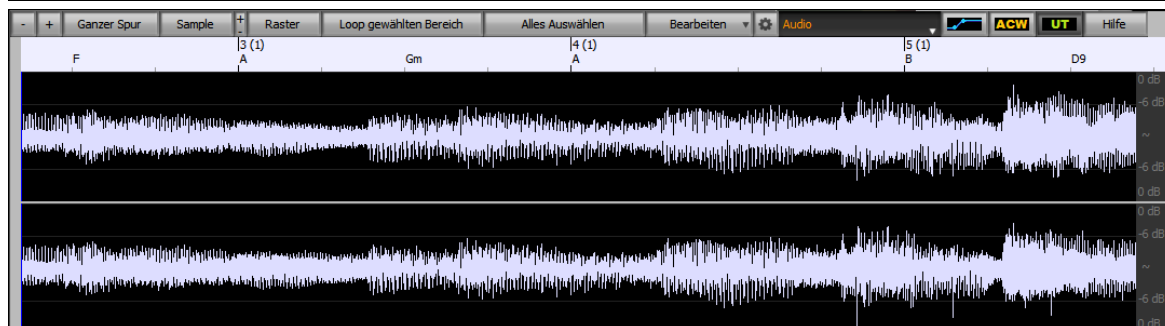 - + Ganzer Spur Sample + - Raster Loop gewählten Bereich Alles Auswählen Bearbeiten Audio ACW UT Hilfe
3 (1) 4 (1) 5 (1)
F A Gm A B D9
0 dB
-6 dB
~
-6 dB
0 dB
0 dB
-6 dB
~
-6 dB
0 dB